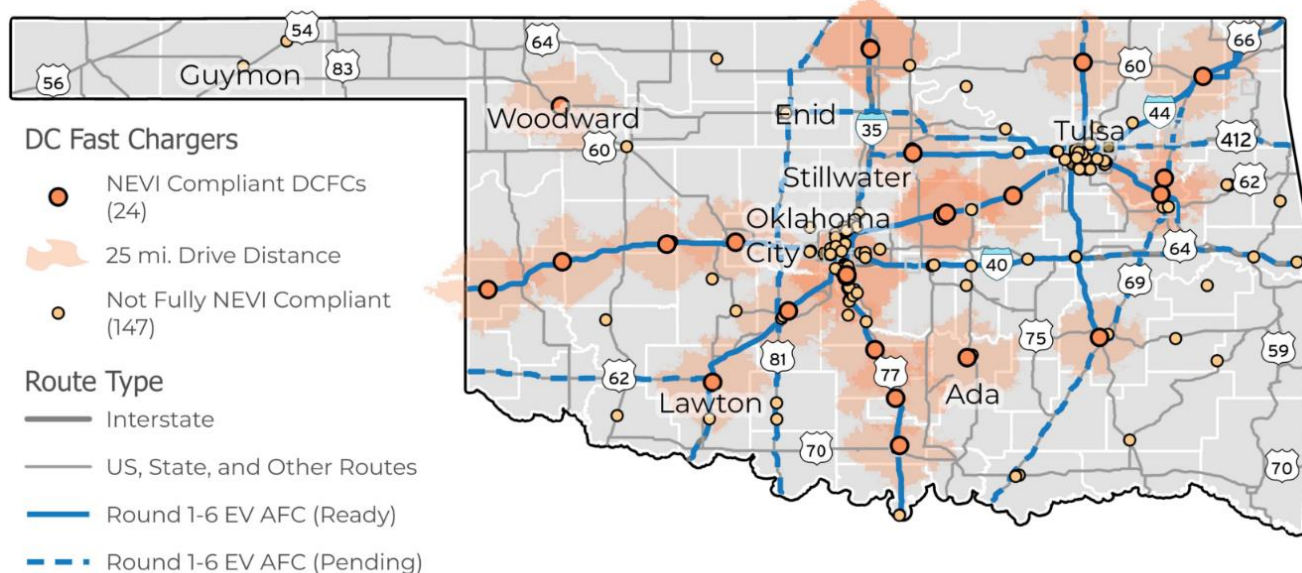 DC Fast Chargers
NEVI Compliant DCFCs
(24)
25 mi. Drive Distance
Not Fully NEVI Compliant
(147)
Route Type
Interstate
US, State, and Other Routes
Round 1-6 EV AFC (Ready)
Round 1-6 EV AFC (Pending)
54
64
66
56
Guymon
83
60
Woodward
Enid
35
44
Tulsa
412
60
Stillwater
62
Oklahoma
City
40
64
69
81
75
59
62
77
Lawton
Ada
70
70